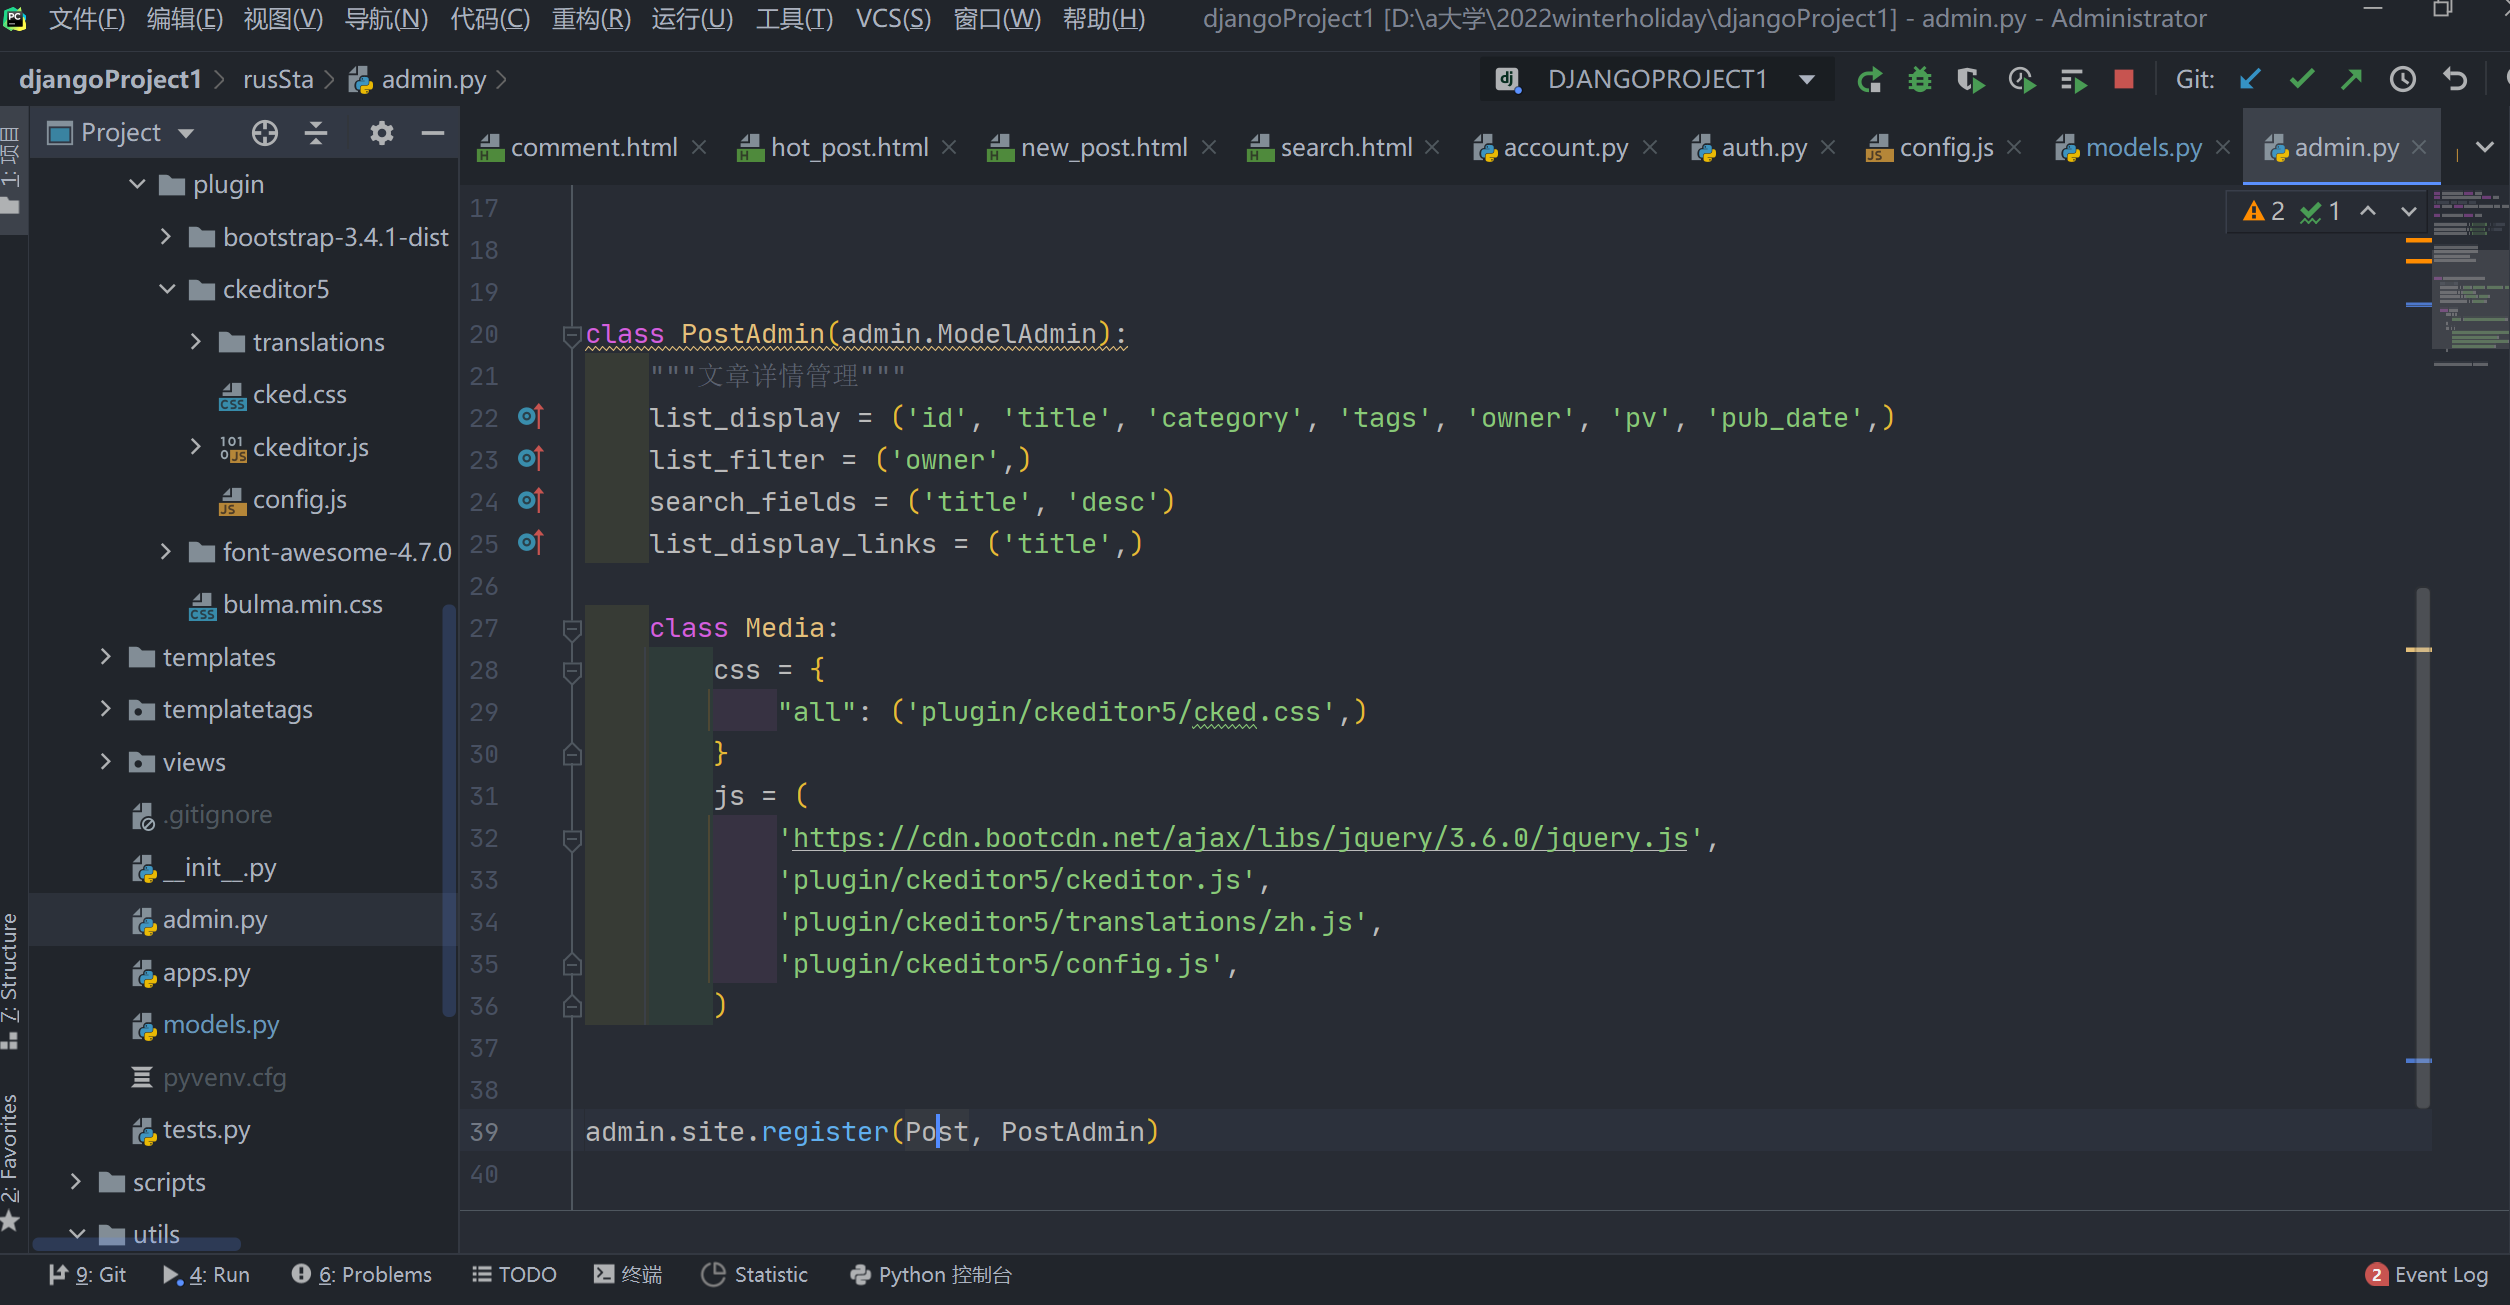 文件(F) 编辑(E) 视图(V) 导航(N) 代码(C) 重构(R) 运行(U) 工具(T) VCS(S) 窗口(W) 帮助(H) djangoProject1 [D:\a大学\2022winterholiday\djangoProject1] - admin.py - Administrator
djangoProject1 rusSta admin.py DJANGOPROJECT1 Git:
1: 项目
Project
comment.html hot_post.html new_post.html search.html account.py auth.py config.js models.py admin.py
2 1
plugin
bootstrap-3.4.1-dist
ckeditor5
translations
cked.css
ckeditor.js
config.js
font-awesome-4.7.0
bulma.min.css
templates
templatetags
views
.gitignore
__init__.py
admin.py
apps.py
models.py
pyvenv.cfg
tests.py
scripts
utils
7: Structure
2: Favorites
17
18
19
20 class PostAdmin(admin.ModelAdmin):
21 """文章详情管理"""
22 list_display = ('id', 'title', 'category', 'tags', 'owner', 'pv', 'pub_date',)
23 list_filter = ('owner',)
24 search_fields = ('title', 'desc')
25 list_display_links = ('title',)
26
27 class Media:
28 css = {
29 "all": ('plugin/ckeditor5/cked.css',)
30 }
31 js = (
32 'https://cdn.bootcdn.net/ajax/libs/jquery/3.6.0/jquery.js',
33 'plugin/ckeditor5/ckeditor.js',
34 'plugin/ckeditor5/translations/zh.js',
35 'plugin/ckeditor5/config.js',
36 )
37
38
39 admin.site.register(Post, PostAdmin)
40
9: Git 4: Run 6: Problems TODO 终端 Statistic Python 控制台 2 Event Log